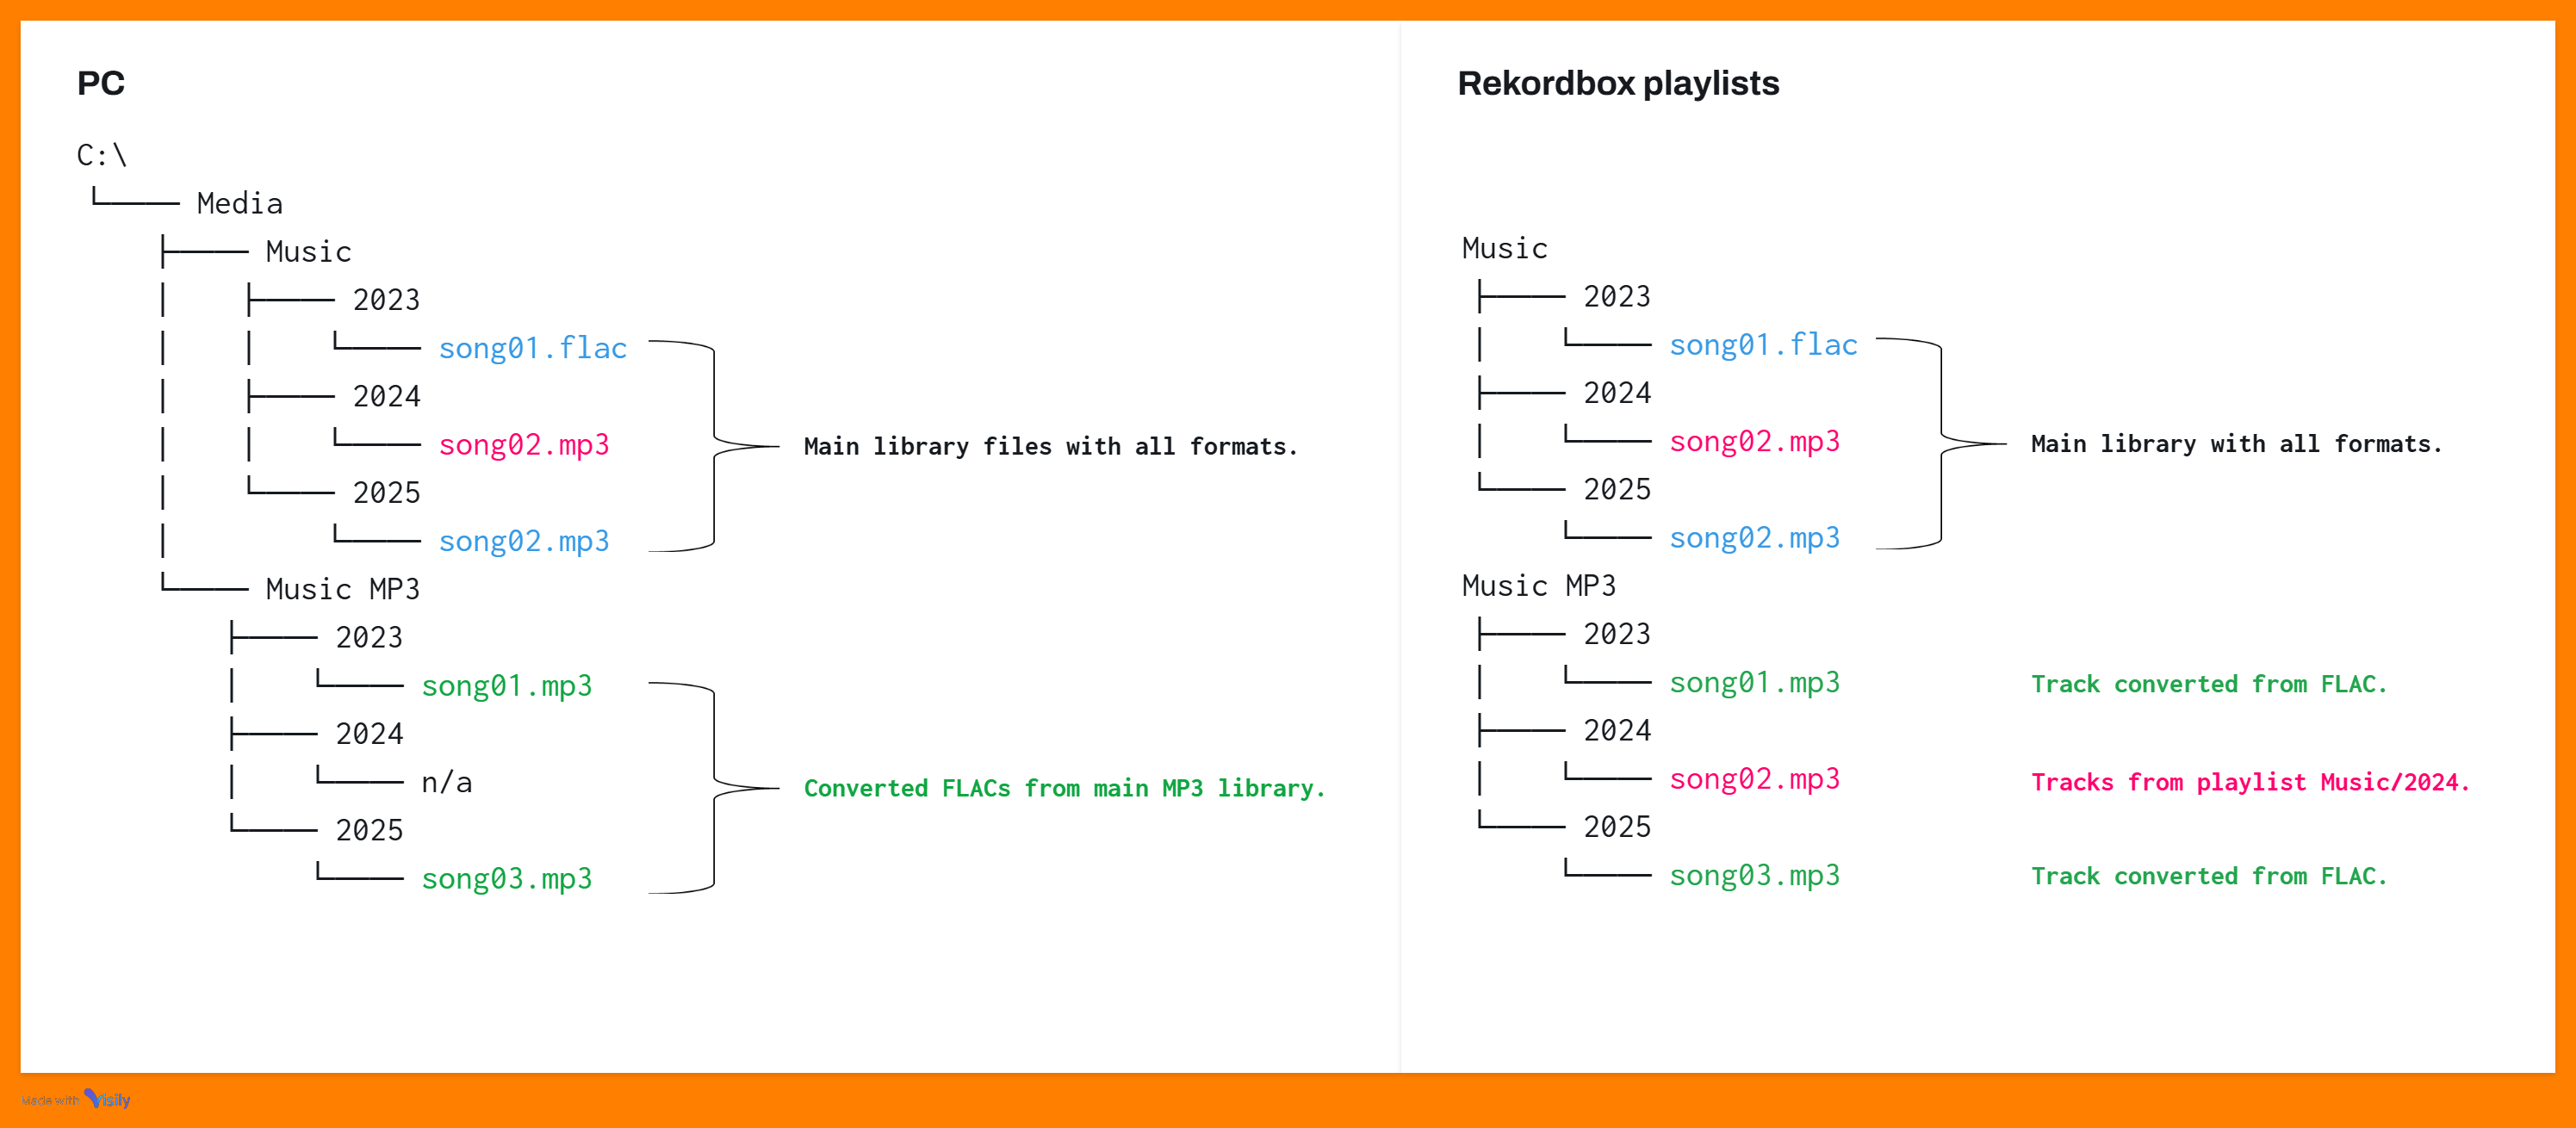 PC
C:\
└──── Media
├──── Music
│ ├──── 2023
│ │ └──── song01.flac
│ ├──── 2024
│ │ └──── song02.mp3
│ └──── 2025
│ └──── song02.mp3
Main library files with all formats.
└──── Music MP3
├──── 2023
│ └──── song01.mp3
├──── 2024
│ └──── n/a
└──── 2025
└──── song03.mp3
Converted FLACs from main MP3 library.
Rekordbox playlists
Music
├──── 2023
│ └──── song01.flac
├──── 2024
│ └──── song02.mp3
└──── 2025
└──── song02.mp3
Main library with all formats.
Music MP3
├──── 2023
│ └──── song01.mp3 Track converted from FLAC.
├──── 2024
│ └──── song02.mp3 Tracks from playlist Music/2024.
└──── 2025
└──── song03.mp3 Track converted from FLAC.
Made with Visily